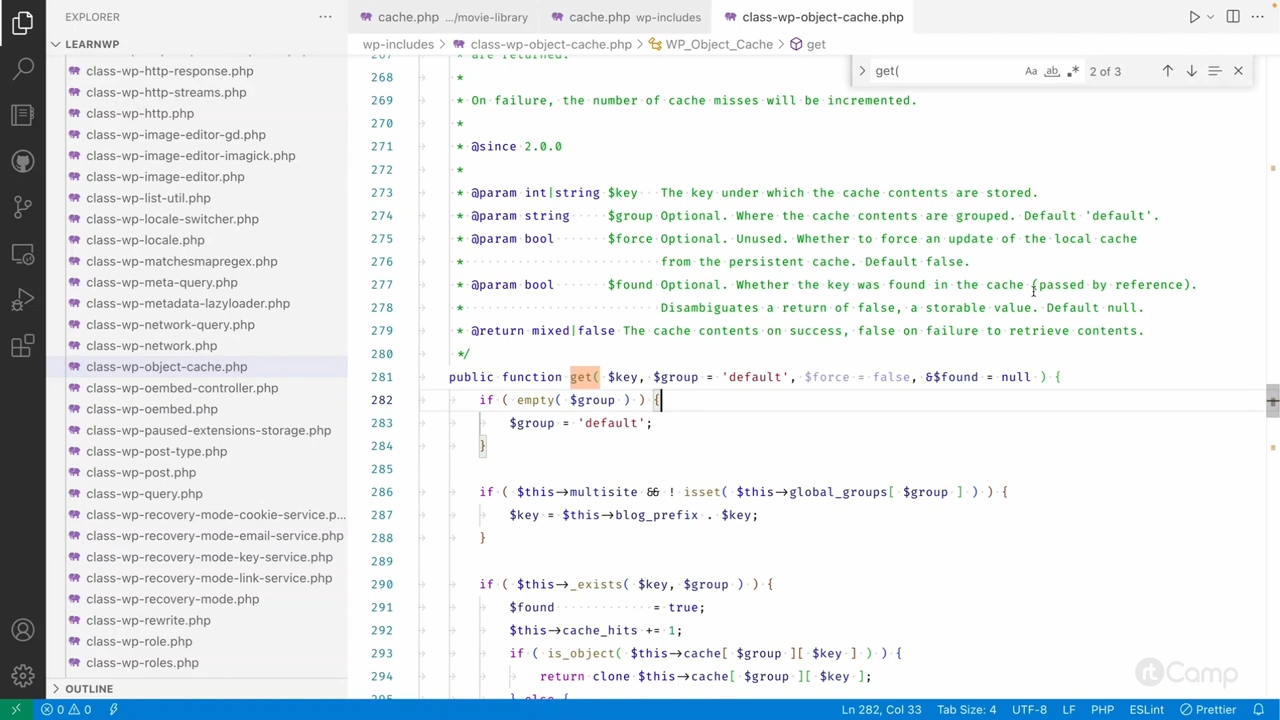 EXPLORER
cache.php .../movie-library
cache.php wp-includes
class-wp-object-cache.php
LEARNWP
wp-includes > class-wp-object-cache.php > WP_Object_Cache > get
get(
Aa
ab
2 of 3
class-wp-http-response.php
class-wp-http-streams.php
class-wp-http.php
class-wp-image-editor-gd.php
class-wp-image-editor-imagick.php
class-wp-image-editor.php
class-wp-list-util.php
class-wp-locale-switcher.php
class-wp-locale.php
class-wp-matchesmapregex.php
class-wp-meta-query.php
class-wp-metadata-lazyloader.php
class-wp-network-query.php
class-wp-network.php
class-wp-object-cache.php
class-wp-oembed-controller.php
class-wp-oembed.php
class-wp-paused-extensions-storage.php
class-wp-post-type.php
class-wp-post.php
class-wp-query.php
class-wp-recovery-mode-cookie-service.p...
class-wp-recovery-mode-email-service.php
class-wp-recovery-mode-key-service.php
class-wp-recovery-mode-link-service.php
class-wp-recovery-mode.php
class-wp-rewrite.php
class-wp-role.php
class-wp-roles.php
OUTLINE
267 * are returned.
268 *
269 * On failure, the number of cache misses will be incremented.
270 *
271 * @since 2.0.0
272 *
273 * @param int|string $key The key under which the cache contents are stored.
274 * @param string $group Optional. Where the cache contents are grouped. Default 'default'.
275 * @param bool $force Optional. Unused. Whether to force an update of the local cache
276 * from the persistent cache. Default false.
277 * @param bool $found Optional. Whether the key was found in the cache (passed by reference).
278 * Disambiguates a return of false, a storable value. Default null.
279 * @return mixed|false The cache contents on success, false on failure to retrieve contents.
280 */
281 public function get( $key, $group = 'default', $force = false, &$found = null ) {
282 if ( empty( $group ) ) {
283 $group = 'default';
284 }
285
286 if ( $this->multisite && ! isset( $this->global_groups[ $group ] ) ) {
287 $key = $this->blog_prefix . $key;
288 }
289
290 if ( $this->_exists( $key, $group ) ) {
291 $found = true;
292 $this->cache_hits += 1;
293 if ( is_object( $this->cache[ $group ][ $key ] ) ) {
294 return clone $this->cache[ $group ][ $key ];
295 } else {
rtCamp
0 0
Ln 282, Col 33 Tab Size: 4 UTF-8 LF PHP ESLint Prettier